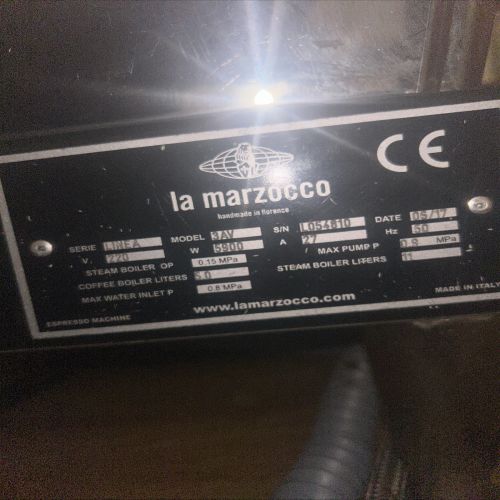 CE
la marzocco
handmade in florence
SERIE LINEA MODEL 3AV S/N L054810 DATE 05/17
V. 220 W 5900 A 27 Hz 50
STEAM BOILER OP 0.15 MPa MAX PUMP P 0.8 MPa
COFFEE BOILER LITERS 5.0 STEAM BOILER LITERS 11
MAX WATER INLET P 0.8 MPa
www.lamarzocco.com
ESPRESSO MACHINE MADE IN ITALY